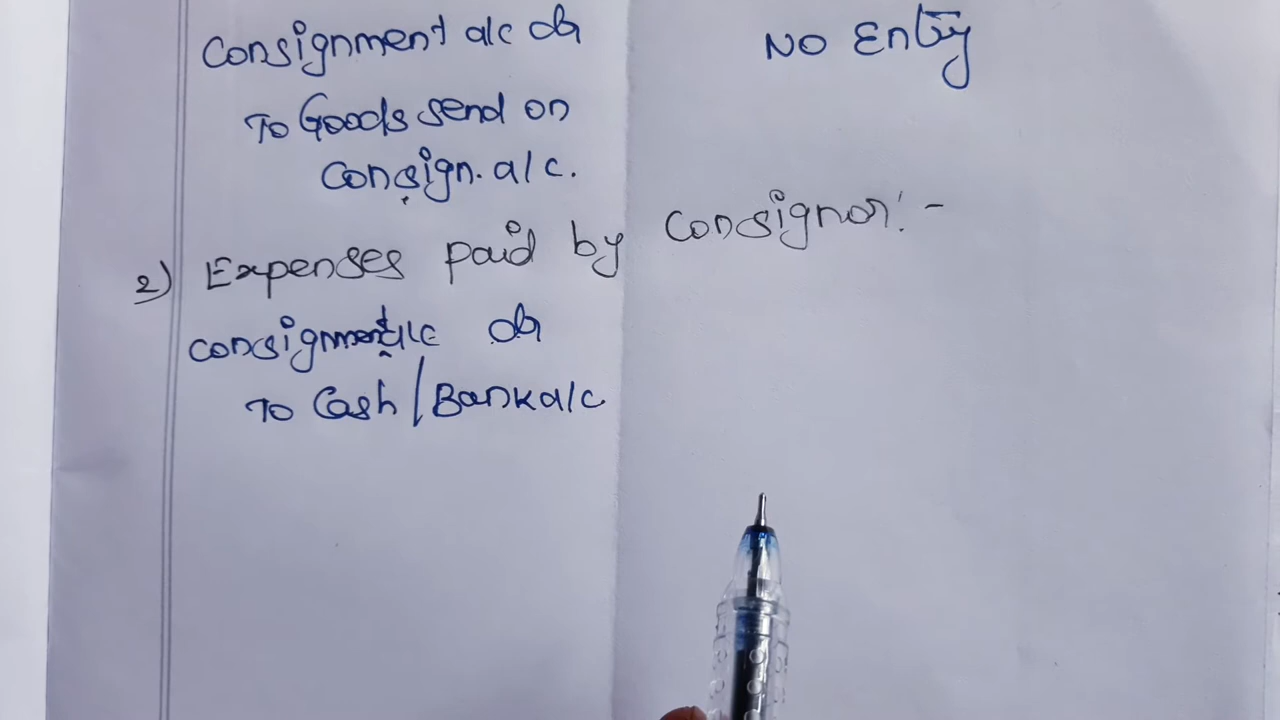 Consignment a/c dr
No Entry
To Goods send on
Consign. a/c.
2) Expenses paid by Consignor:-
Consignment a/c dr
To Cash/Bank a/c